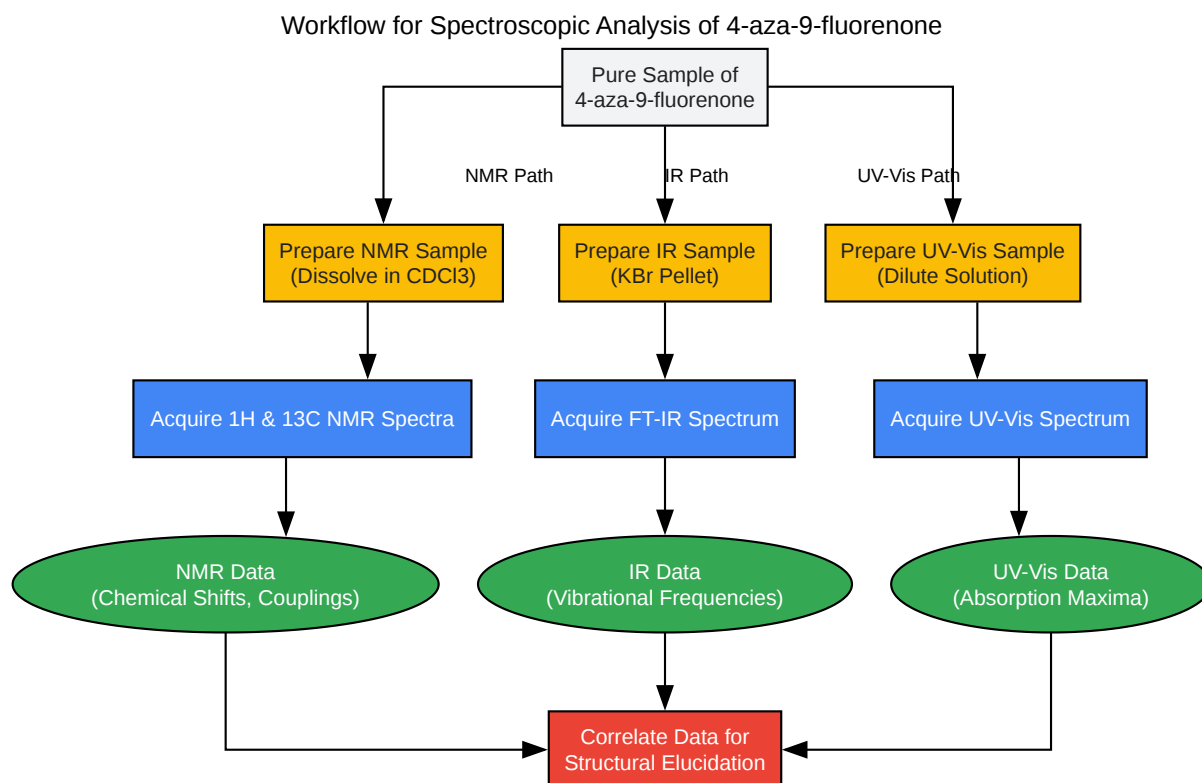 Workflow for Spectroscopic Analysis of 4-aza-9-fluorenone
Pure Sample of
4-aza-9-fluorenone
NMR Path
IR Path
UV-Vis Path
Prepare NMR Sample
(Dissolve in CDCl3)
Prepare IR Sample
(KBr Pellet)
Prepare UV-Vis Sample
(Dilute Solution)
Acquire 1H & 13C NMR Spectra
Acquire FT-IR Spectrum
Acquire UV-Vis Spectrum
NMR Data
(Chemical Shifts, Couplings)
IR Data
(Vibrational Frequencies)
UV-Vis Data
(Absorption Maxima)
Correlate Data for
Structural Elucidation